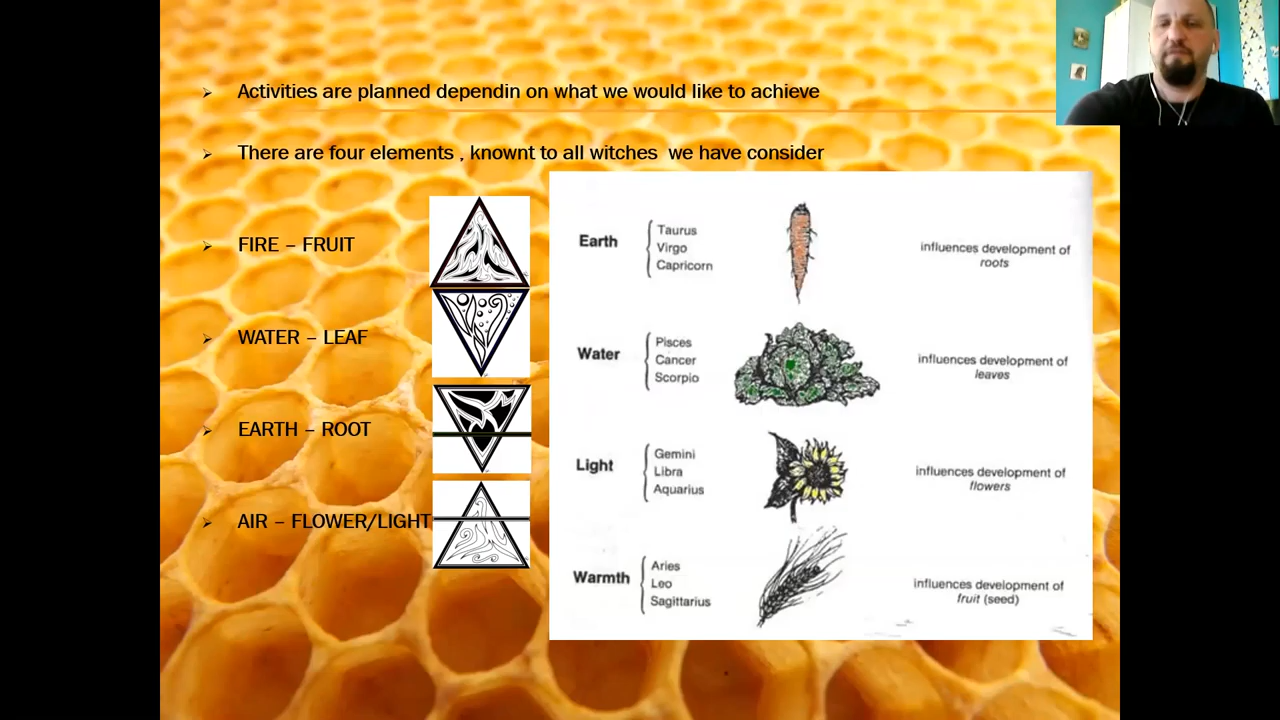 Activities are planned dependin on what we would like to achieve
There are four elements , knownt to all witches we have consider
FIRE – FRUIT
WATER – LEAF
EARTH – ROOT
AIR – FLOWER/LIGHT
Earth
Taurus
Virgo
Capricorn
influences development of
roots
Water
Pisces
Cancer
Scorpio
influences development of
leaves
Light
Gemini
Libra
Aquarius
influences development of
flowers
Warmth
Aries
Leo
Sagittarius
influences development of
fruit (seed)